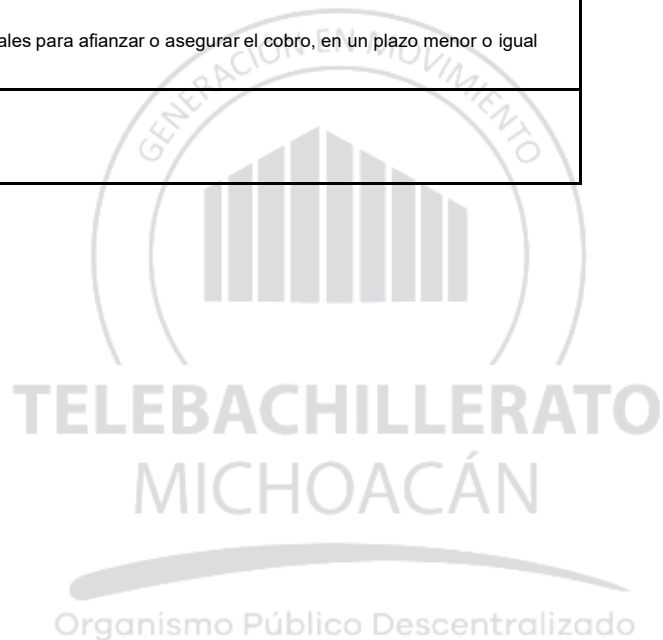 ales para afianzar o asegurar el cobro, en un plazo menor o igual
GENERACIÓN EN MOVIMIENTO
TELEBACHILLERATO
MICHOACÁN
Organismo Público Descentralizado